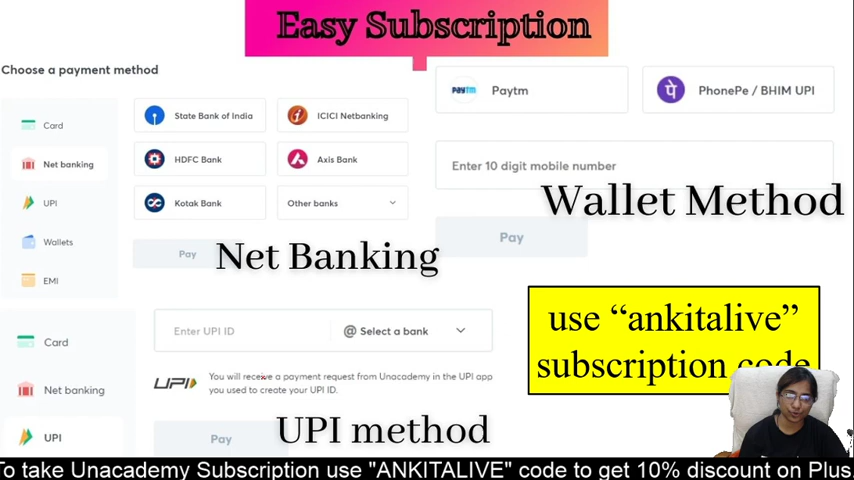 Easy Subscription
Choose a payment method
Card
Net banking
UPI
Wallets
EMI
State Bank of India
ICICI Netbanking
HDFC Bank
Axis Bank
Kotak Bank
Other banks
Pay
Net Banking
Paytm
Paytm
पे
PhonePe / BHIM UPI
Enter 10 digit mobile number
Wallet Method
Pay
use “ankitalive”
subscription code
Card
Net banking
UPI
Enter UPI ID
@ Select a bank
UPI
You will receive a payment request from Unacademy in the UPI app
you used to create your UPI ID.
Pay
UPI method
To take Unacademy Subscription use "ANKITALIVE" code to get 10% discount on Plus